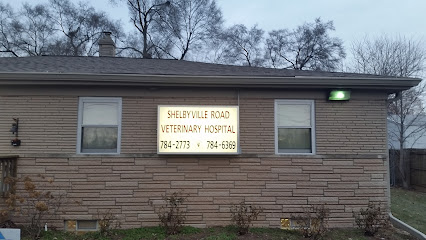 SHELBYVILLE ROAD
VETERINARY HOSPITAL
784-2773 784-6369